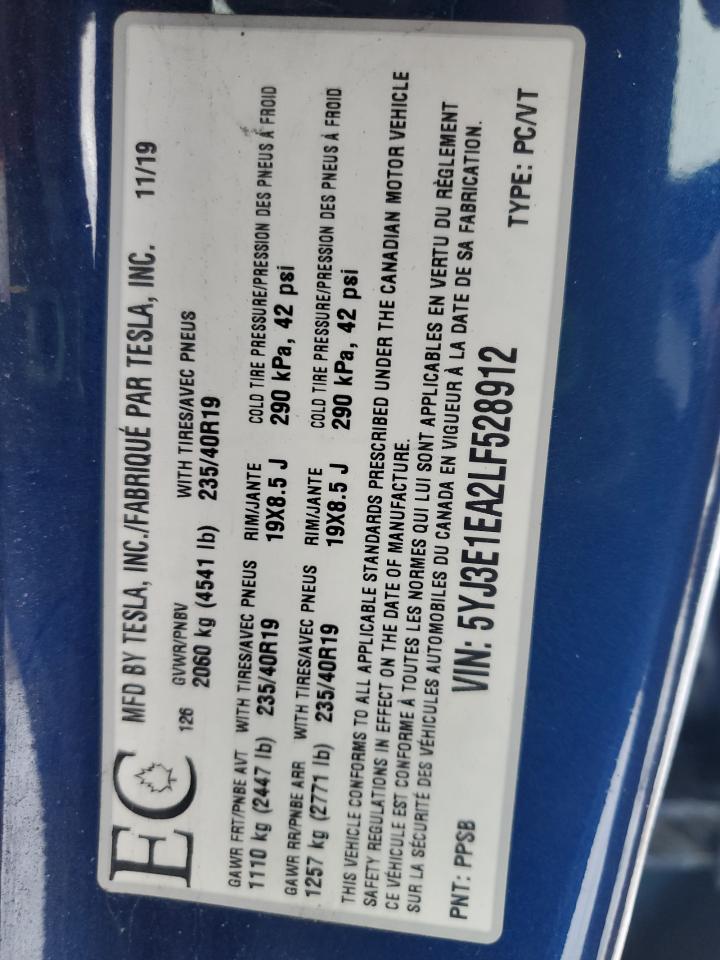 EC
MFD BY TESLA, INC./FABRIQUÉ PAR TESLA, INC. 11/19
126 GVWR/PNBV WITH TIRES/AVEC PNEUS
2060 kg (4541 lb) 235/40R19
GAWR FRT/PNBE AVT WITH TIRES/AVEC PNEUS RIM/JANTE COLD TIRE PRESSURE/PRESSION DES PNEUS À FROID
1110 kg (2447 lb) 235/40R19 19X8.5 J 290 kPa, 42 psi
GAWR RR/PNBE ARR WITH TIRES/AVEC PNEUS RIM/JANTE COLD TIRE PRESSURE/PRESSION DES PNEUS À FROID
1257 kg (2771 lb) 235/40R19 19X8.5 J 290 kPa, 42 psi
THIS VEHICLE CONFORMS TO ALL APPLICABLE STANDARDS PRESCRIBED UNDER THE CANADIAN MOTOR VEHICLE
SAFETY REGULATIONS IN EFFECT ON THE DATE OF MANUFACTURE.
CE VÉHICULE EST CONFORME À TOUTES LES NORMES QUI LUI SONT APPLICABLES EN VERTU DU RÈGLEMENT
SUR LA SÉCURITÉ DES VÉHICULES AUTOMOBILES DU CANADA EN VIGUEUR À LA DATE DE SA FABRICATION.
VIN: 5YJ3E1EA2LF528912
PNT: PPSB TYPE: PC/VT